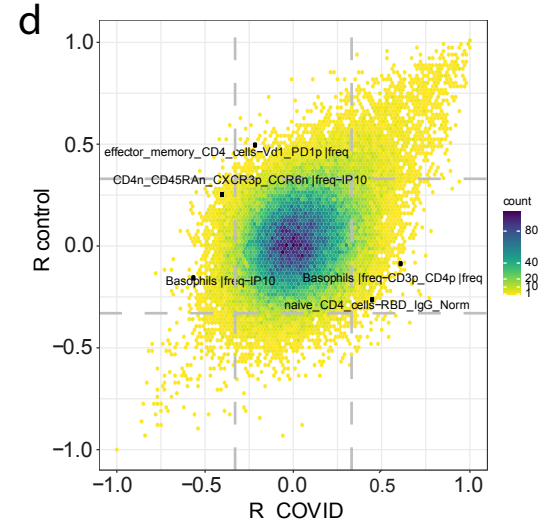 d
1.0
0.5
0.0
−0.5
−1.0
R control
effector_memory_CD4_cells−Vd1_PD1p|freq
CD4n_CD45RAn_CXCR3p_CCR6n|freq−IP10
Basophils|freq−IP10
Basophils|freq−CD3p_CD4p|freq
naive_CD4_cells−RBD_IgG_Norm
count
80
40
20
10
1
−1.0 −0.5 0.0 0.5 1.0
R COVID